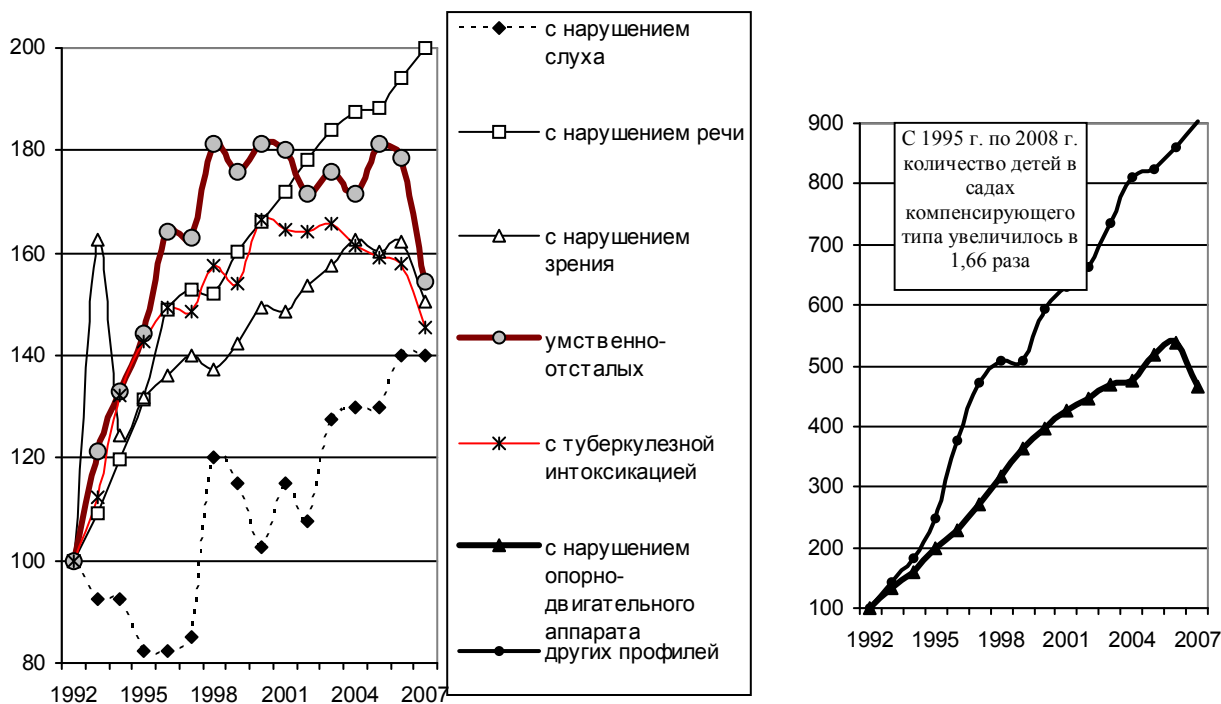 200
180
160
140
120
100
80
1992
1995
1998
2001
2004
2007
с нарушением
слуха
с нарушением речи
с нарушением
зрения
умственно-
отсталых
с туберкулезной
интоксикацией
с нарушением
опорно-
двигательного
аппарата
других профилей
900
800
700
600
500
400
300
200
100
С 1995 г. по 2008 г.
количество детей в
садах
компенсирующего
типа увеличилось в
1,66 раза
1992
1995
1998
2001
2004
2007